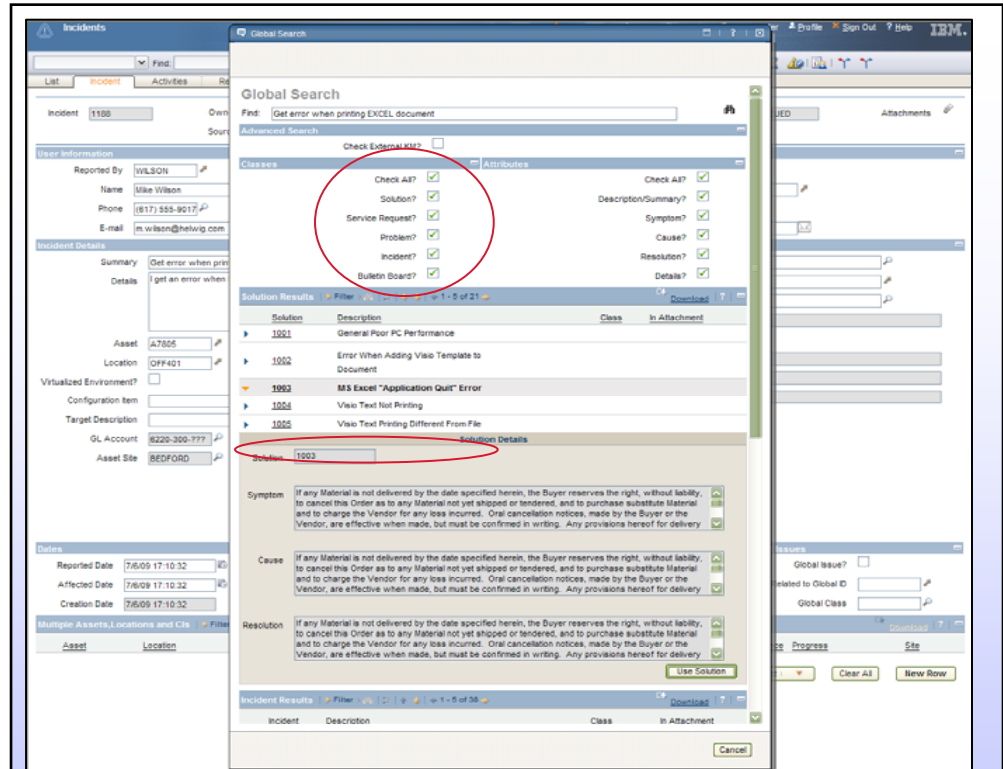 Incidents
Profile Sign Out ? Help IBM.
Find:
List Incident Activities Re
Incident 1188 Own
Sourc
UED Attachments
User Information
Reported By WILSON
Name Mike Wilson
Phone (617) 555-9017
E-mail m.wilson@helwig.com
Incident Details
Summary Get error when prin
Details I get an error when
Asset A7805
Location OFF401
Virtualized Environment?
Configuration Item
Target Description
GL Account 6220-300-???
Asset Site BEDFORD
Dates
Reported Date 7/6/09 17:10:32
Affected Date 7/6/09 17:10:32
Creation Date 7/6/09 17:10:32
Multiple Assets,Locations and CIs Filter
Asset Location
Global Search
Global Search
Find: Get error when printing EXCEL document
Advanced Search
Check External KM?
Classes Attributes
Check All? Check All?
Solution? Description/Summary?
Service Request? Symptom?
Problem? Cause?
Incident? Resolution?
Bulletin Board? Details?
Solution Results Filter 1 - 5 of 21 Download ?
Solution Description Class In Attachment
1001 General Poor PC Performance
1002 Error When Adding Visio Template to
Document
1003 MS Excel "Application Quit" Error
1004 Visio Text Not Printing
1005 Visio Text Printing Different From File
Solution Details
Solution 1003
Symptom If any Material is not delivered by the date specified herein, the Buyer reserves the right, without liability,
to cancel this Order as to any Material not yet shipped or tendered, and to purchase substitute Material
and to charge the Vendor for any loss incurred. Oral cancellation notices, made by the Buyer or the
Vendor, are effective when made, but must be confirmed in writing. Any provisions hereof for delivery
Cause If any Material is not delivered by the date specified herein, the Buyer reserves the right, without liability,
to cancel this Order as to any Material not yet shipped or tendered, and to purchase substitute Material
and to charge the Vendor for any loss incurred. Oral cancellation notices, made by the Buyer or the
Vendor, are effective when made, but must be confirmed in writing. Any provisions hereof for delivery
Resolution If any Material is not delivered by the date specified herein, the Buyer reserves the right, without liability,
to cancel this Order as to any Material not yet shipped or tendered, and to purchase substitute Material
and to charge the Vendor for any loss incurred. Oral cancellation notices, made by the Buyer or the
Vendor, are effective when made, but must be confirmed in writing. Any provisions hereof for delivery
Use Solution
Incident Results Filter 1 - 5 of 38 Download ?
Incident Description Class In Attachment
Cancel
Issues
Global Issue?
Related to Global ID
Global Class
Download ?
ce Progress Site
Clear All New Row